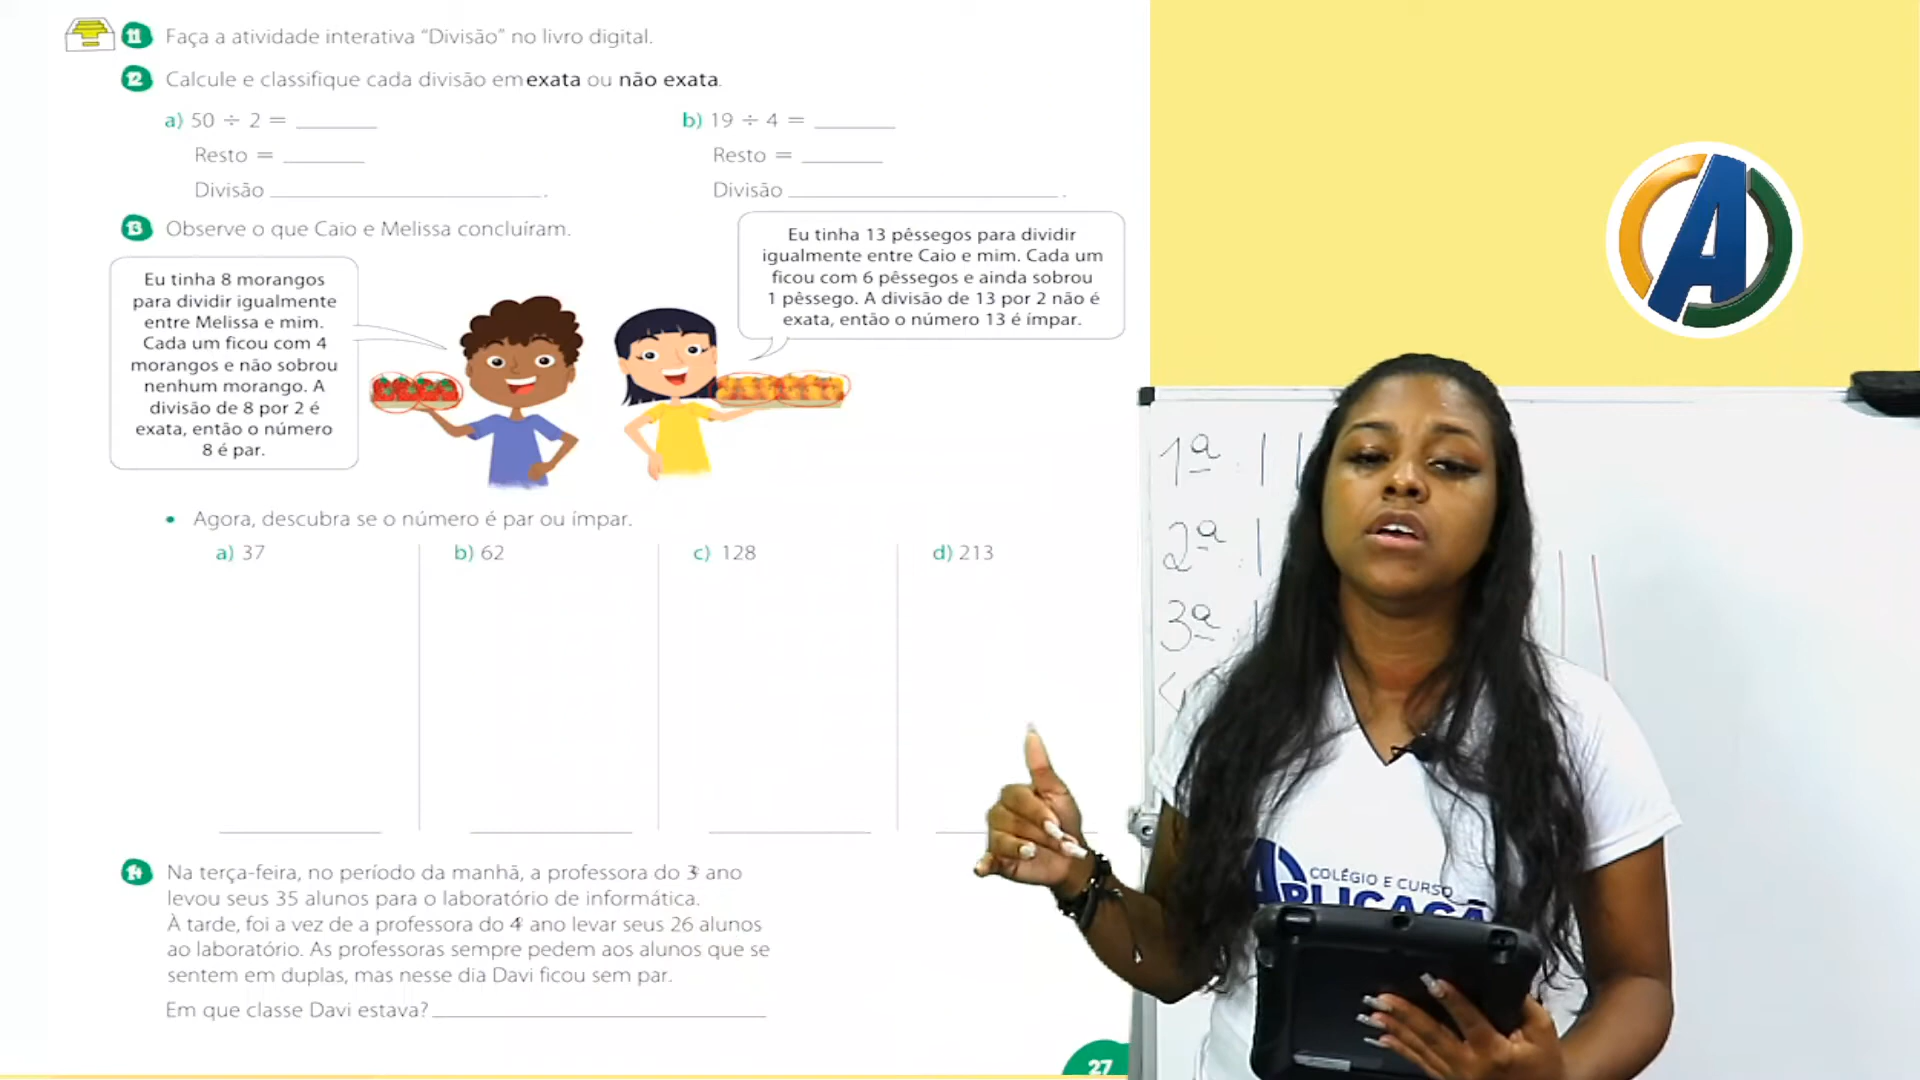 11 Faça a atividade interativa “Divisão” no livro digital.
12 Calcule e classifique cada divisão em exata ou não exata.
a) 50 ÷ 2 = ______
Resto = ______
Divisão ____________________.
b) 19 ÷ 4 = ______
Resto = ______
Divisão ____________________.
13 Observe o que Caio e Melissa concluíram.
Eu tinha 8 morangos
para dividir igualmente
entre Melissa e mim.
Cada um ficou com 4
morangos e não sobrou
nenhum morango. A
divisão de 8 por 2 é
exata, então o número
8 é par.
Eu tinha 13 pêssegos para dividir
igualmente entre Caio e mim. Cada um
ficou com 6 pêssegos e ainda sobrou
1 pêssego. A divisão de 13 por 2 não é
exata, então o número 13 é ímpar.
• Agora, descubra se o número é par ou ímpar.
a) 37
b) 62
c) 128
d) 213
14 Na terça-feira, no período da manhã, a professora do 3º ano
levou seus 35 alunos para o laboratório de informática.
À tarde, foi a vez de a professora do 4º ano levar seus 26 alunos
ao laboratório. As professoras sempre pedem aos alunos que se
sentem em duplas, mas nesse dia Davi ficou sem par.
Em que classe Davi estava? ____________________
27
A
1ª
2ª
3ª
COLÉGIO E CURSO
APLICAÇÃ